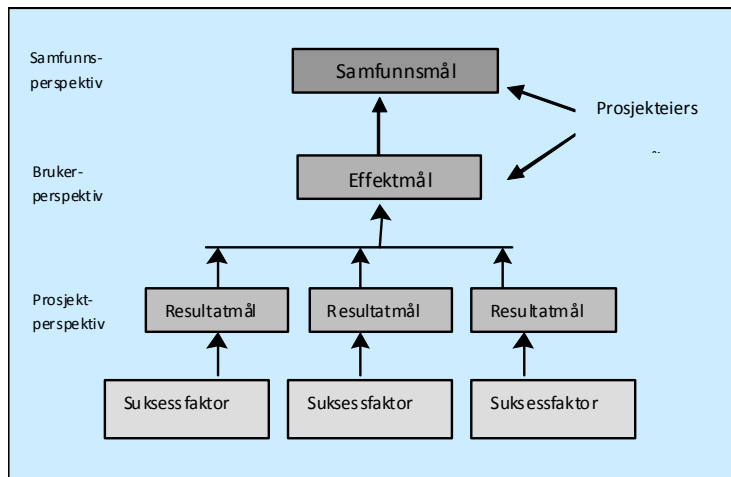 Samfunns-
perspektiv
Samfunnsmål
Prosjekteiers
Bruker-
perspektiv
Effektmål
Prosjekt-
perspektiv
Resultatmål
Resultatmål
Resultatmål
Suksessfaktor
Suksessfaktor
Suksessfaktor